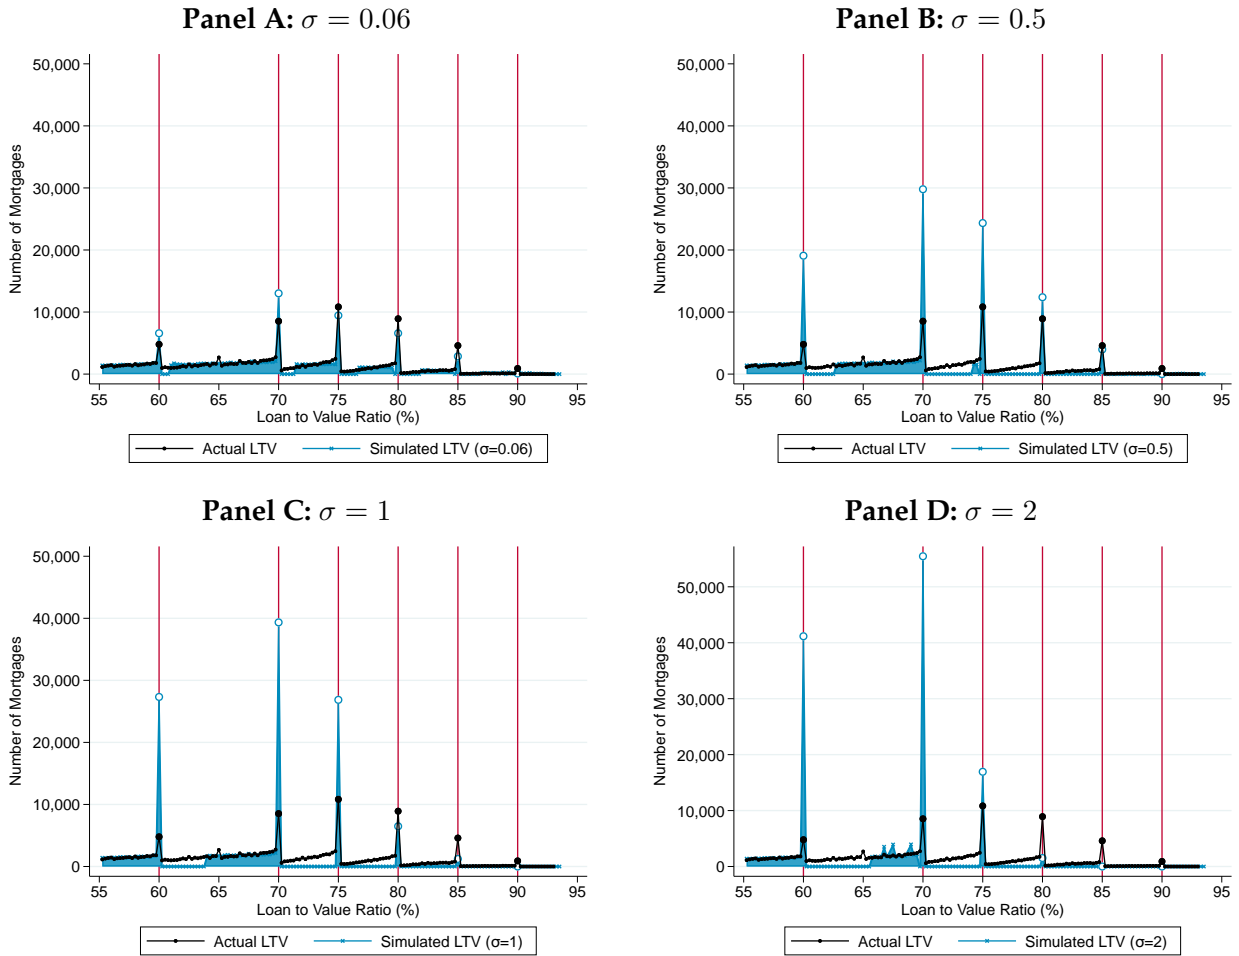 Panel A: σ = 0.06
Number of Mortgages
50,000
40,000
30,000
20,000
10,000
0
55 60 65 70 75 80 85 90 95
Loan to Value Ratio (%)
Actual LTV Simulated LTV (σ=0.06)
Panel B: σ = 0.5
Number of Mortgages
50,000
40,000
30,000
20,000
10,000
0
55 60 65 70 75 80 85 90 95
Loan to Value Ratio (%)
Actual LTV Simulated LTV (σ=0.5)
Panel C: σ = 1
Number of Mortgages
50,000
40,000
30,000
20,000
10,000
0
55 60 65 70 75 80 85 90 95
Loan to Value Ratio (%)
Actual LTV Simulated LTV (σ=1)
Panel D: σ = 2
Number of Mortgages
50,000
40,000
30,000
20,000
10,000
0
55 60 65 70 75 80 85 90 95
Loan to Value Ratio (%)
Actual LTV Simulated LTV (σ=2)